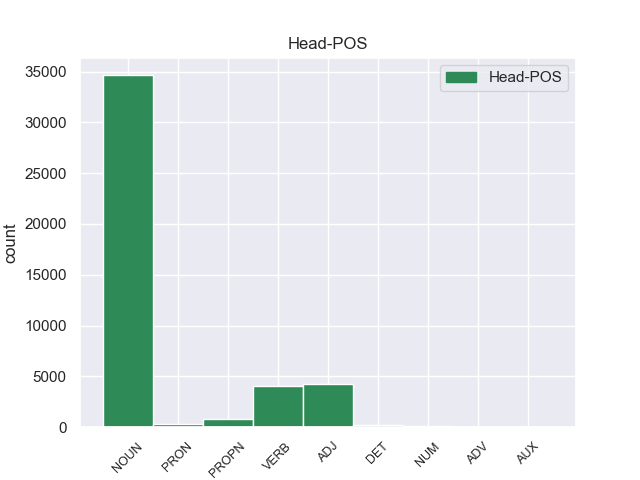 Head-POS
Head-POS
35000
30000
25000
20000
15000
10000
5000
0
count
NOUN
PRON
PROPN
VERB
ADJ
DET
NUM
ADV
AUX